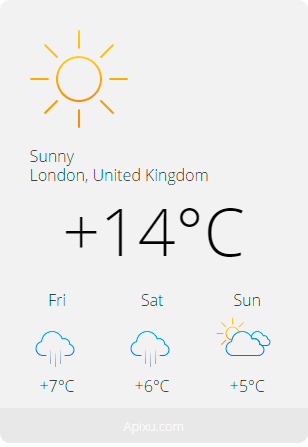 Sunny
London, United Kingdom
+14°C
Fri Sat Sun
+7°C +6°C +5°C
Apixu.com